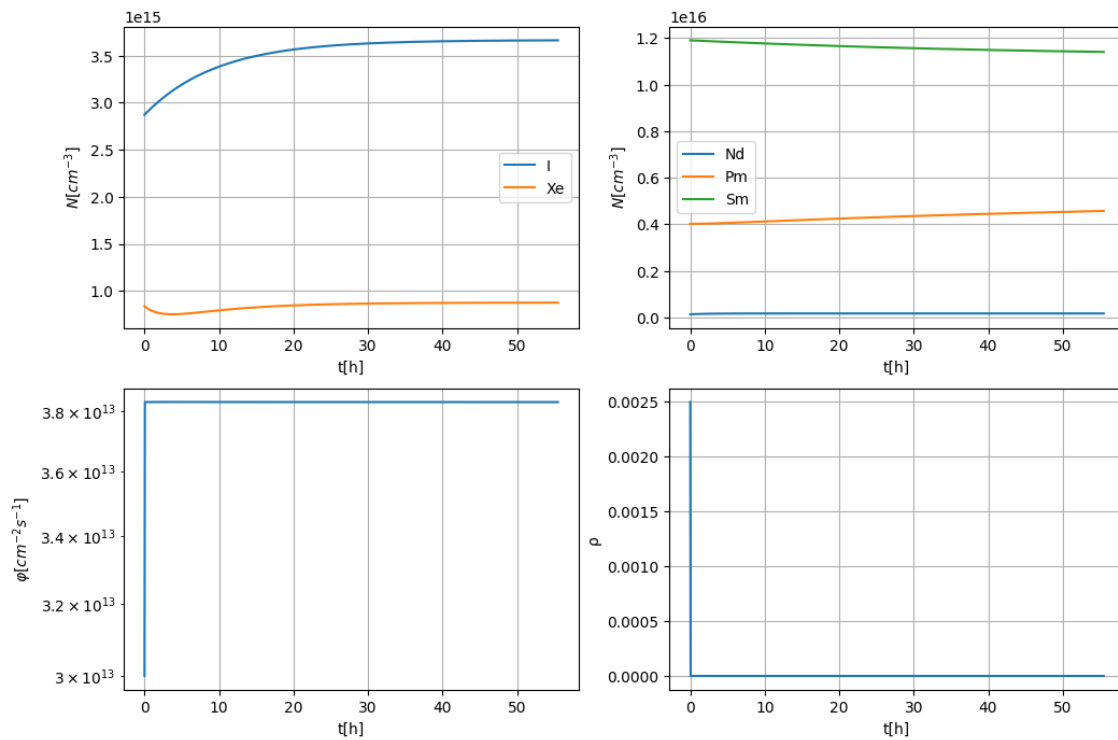 1e15
3.5
3.0
2.5
2.0
1.5
1.0
N[cm⁻³]
I
Xe
0 10 20 30 40 50
t[h]
1e16
1.2
1.0
0.8
0.6
0.4
0.2
0.0
N[cm⁻³]
Nd
Pm
Sm
0 10 20 30 40 50
t[h]
3.8 × 10¹³
3.6 × 10¹³
3.4 × 10¹³
3.2 × 10¹³
3 × 10¹³
φ[cm⁻²s⁻¹]
0 10 20 30 40 50
t[h]
0.0025
0.0020
0.0015
0.0010
0.0005
0.0000
ρ
0 10 20 30 40 50
t[h]